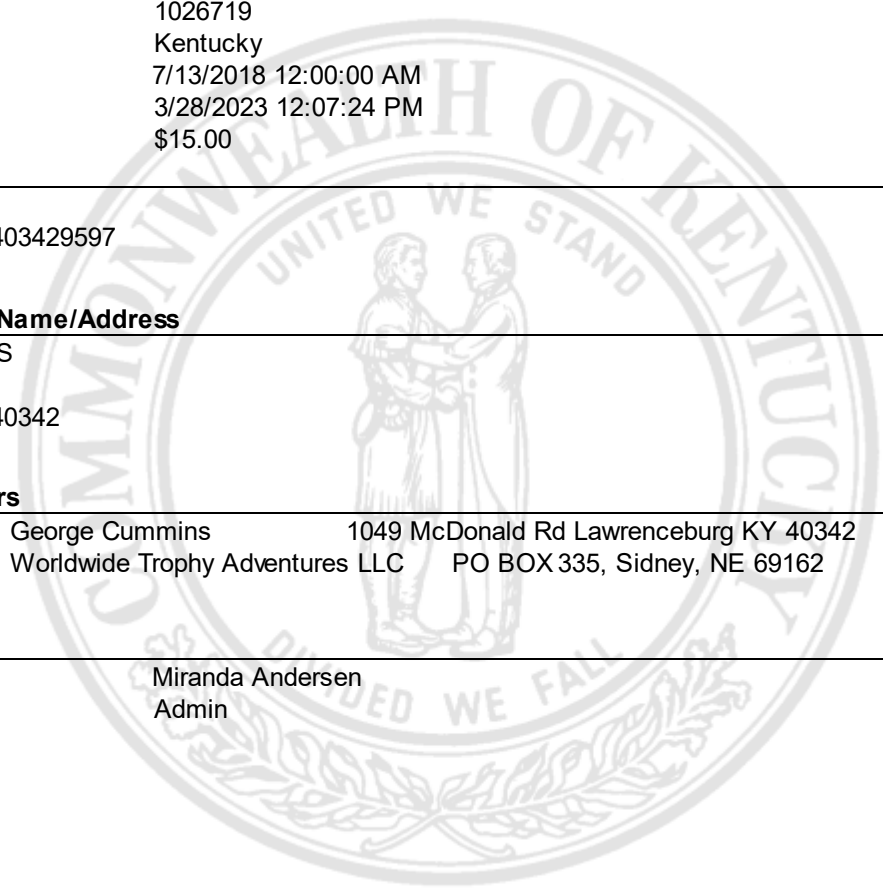 1026719
Kentucky
7/13/2018 12:00:00 AM
3/28/2023 12:07:24 PM
$15.00
403429597
Name/Address
S
40342
rs
George Cummins 1049 McDonald Rd Lawrenceburg KY 40342
Worldwide Trophy Adventures LLC PO BOX 335, Sidney, NE 69162
Miranda Andersen
Admin
COMMONWEALTH OF KENTUCKY
UNITED WE STAND
DIVIDED WE FALL